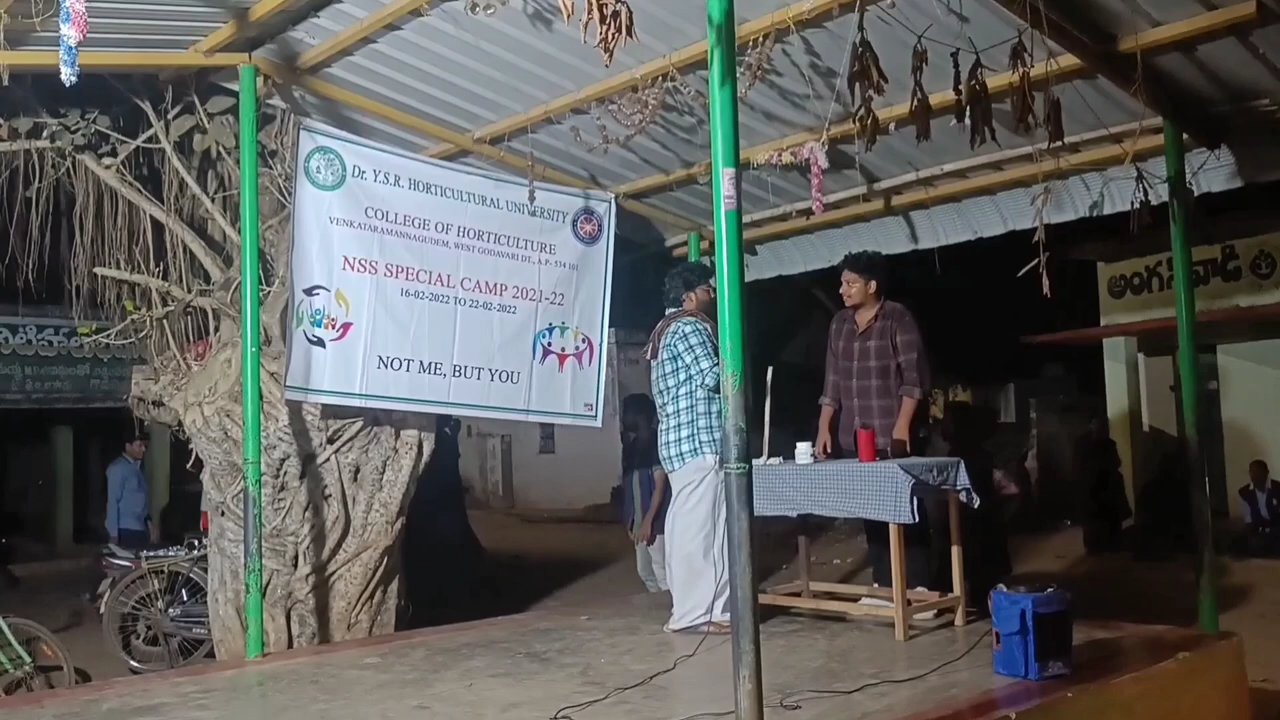 Dr. Y.S.R. HORTICULTURAL UNIVERSITY
COLLEGE OF HORTICULTURE
VENKATARAMANNAGUDEM, WEST GODAVARI DT., A.P- 534 101
NSS SPECIAL CAMP 2021-22
16-02-2022 TO 22-02-2022
NOT ME, BUT YOU